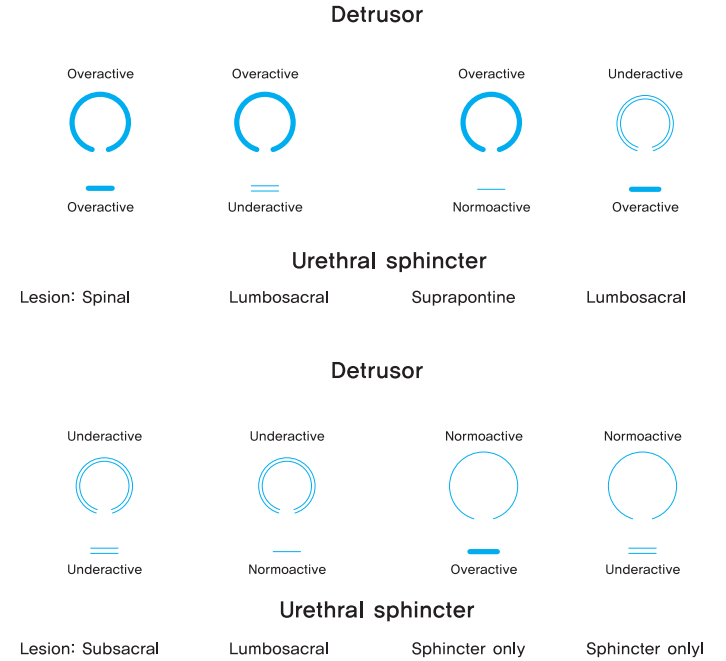 Detrusor
Overactive Overactive Overactive Underactive
Overactive Underactive Normoactive Overactive
Urethral sphincter
Lesion: Spinal Lumbosacral Suprapontine Lumbosacral
Detrusor
Underactive Underactive Normoactive Normoactive
Underactive Normoactive Overactive Underactive
Urethral sphincter
Lesion: Subsacral Lumbosacral Sphincter only Sphincter onlyl